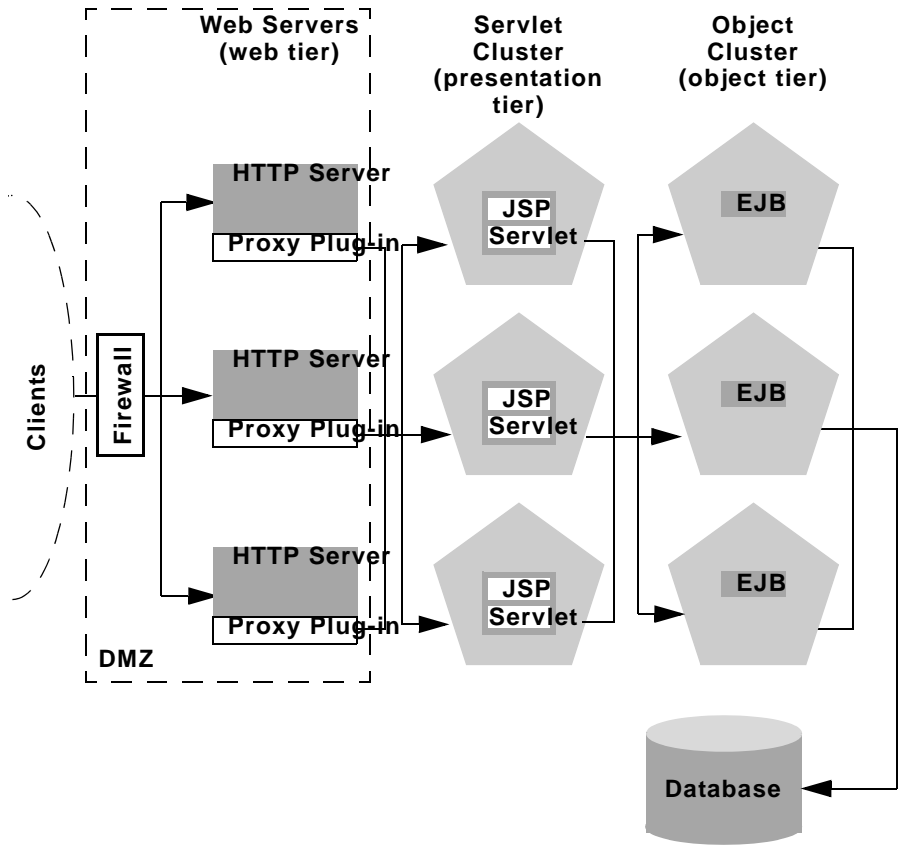 Web Servers
(web tier)
Servlet
Cluster
(presentation
tier)
Object
Cluster
(object tier)
HTTP Server
Proxy Plug-in
JSP
Servlet
EJB
Clients
Firewall
HTTP Server
Proxy Plug-in
JSP
Servlet
EJB
HTTP Server
Proxy Plug-in
JSP
Servlet
EJB
DMZ
Database